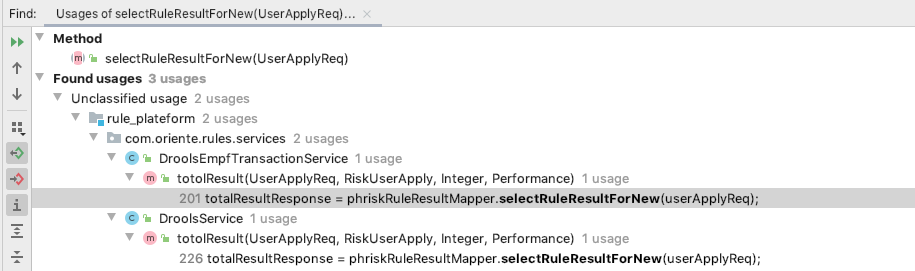 Find: Usages of selectRuleResultForNew(UserApplyReq)...
Method
selectRuleResultForNew(UserApplyReq)
Found usages 3 usages
Unclassified usage 2 usages
rule_plateform 2 usages
com.oriente.rules.services 2 usages
DroolsEmpfTransactionService 1 usage
totolResult(UserApplyReq, RiskUserApply, Integer, Performance) 1 usage
201 totalResultResponse = phriskRuleResultMapper.selectRuleResultForNew(userApplyReq);
DroolsService 1 usage
totolResult(UserApplyReq, RiskUserApply, Integer, Performance) 1 usage
226 totalResultResponse = phriskRuleResultMapper.selectRuleResultForNew(userApplyReq);